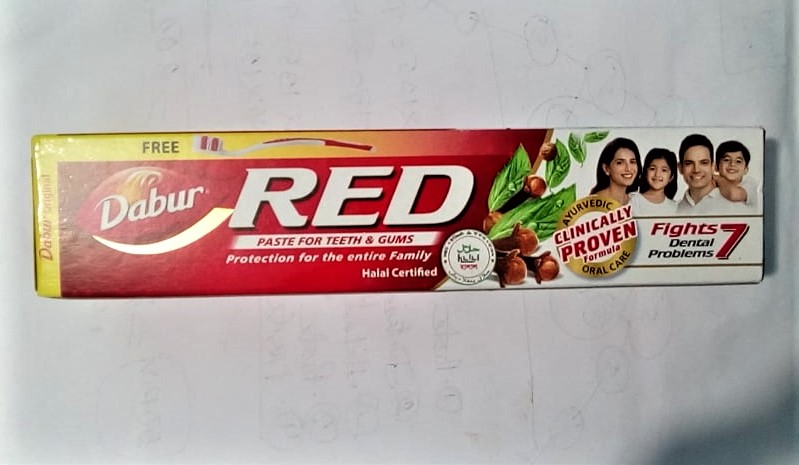 FREE
Dabur original
Dabur
RED
PASTE FOR TEETH & GUMS
Protection for the entire Family
Halal Certified
AYURVEDIC
CLINICALLY
PROVEN
Formula
ORAL CARE
Fights
Dental
Problems 7